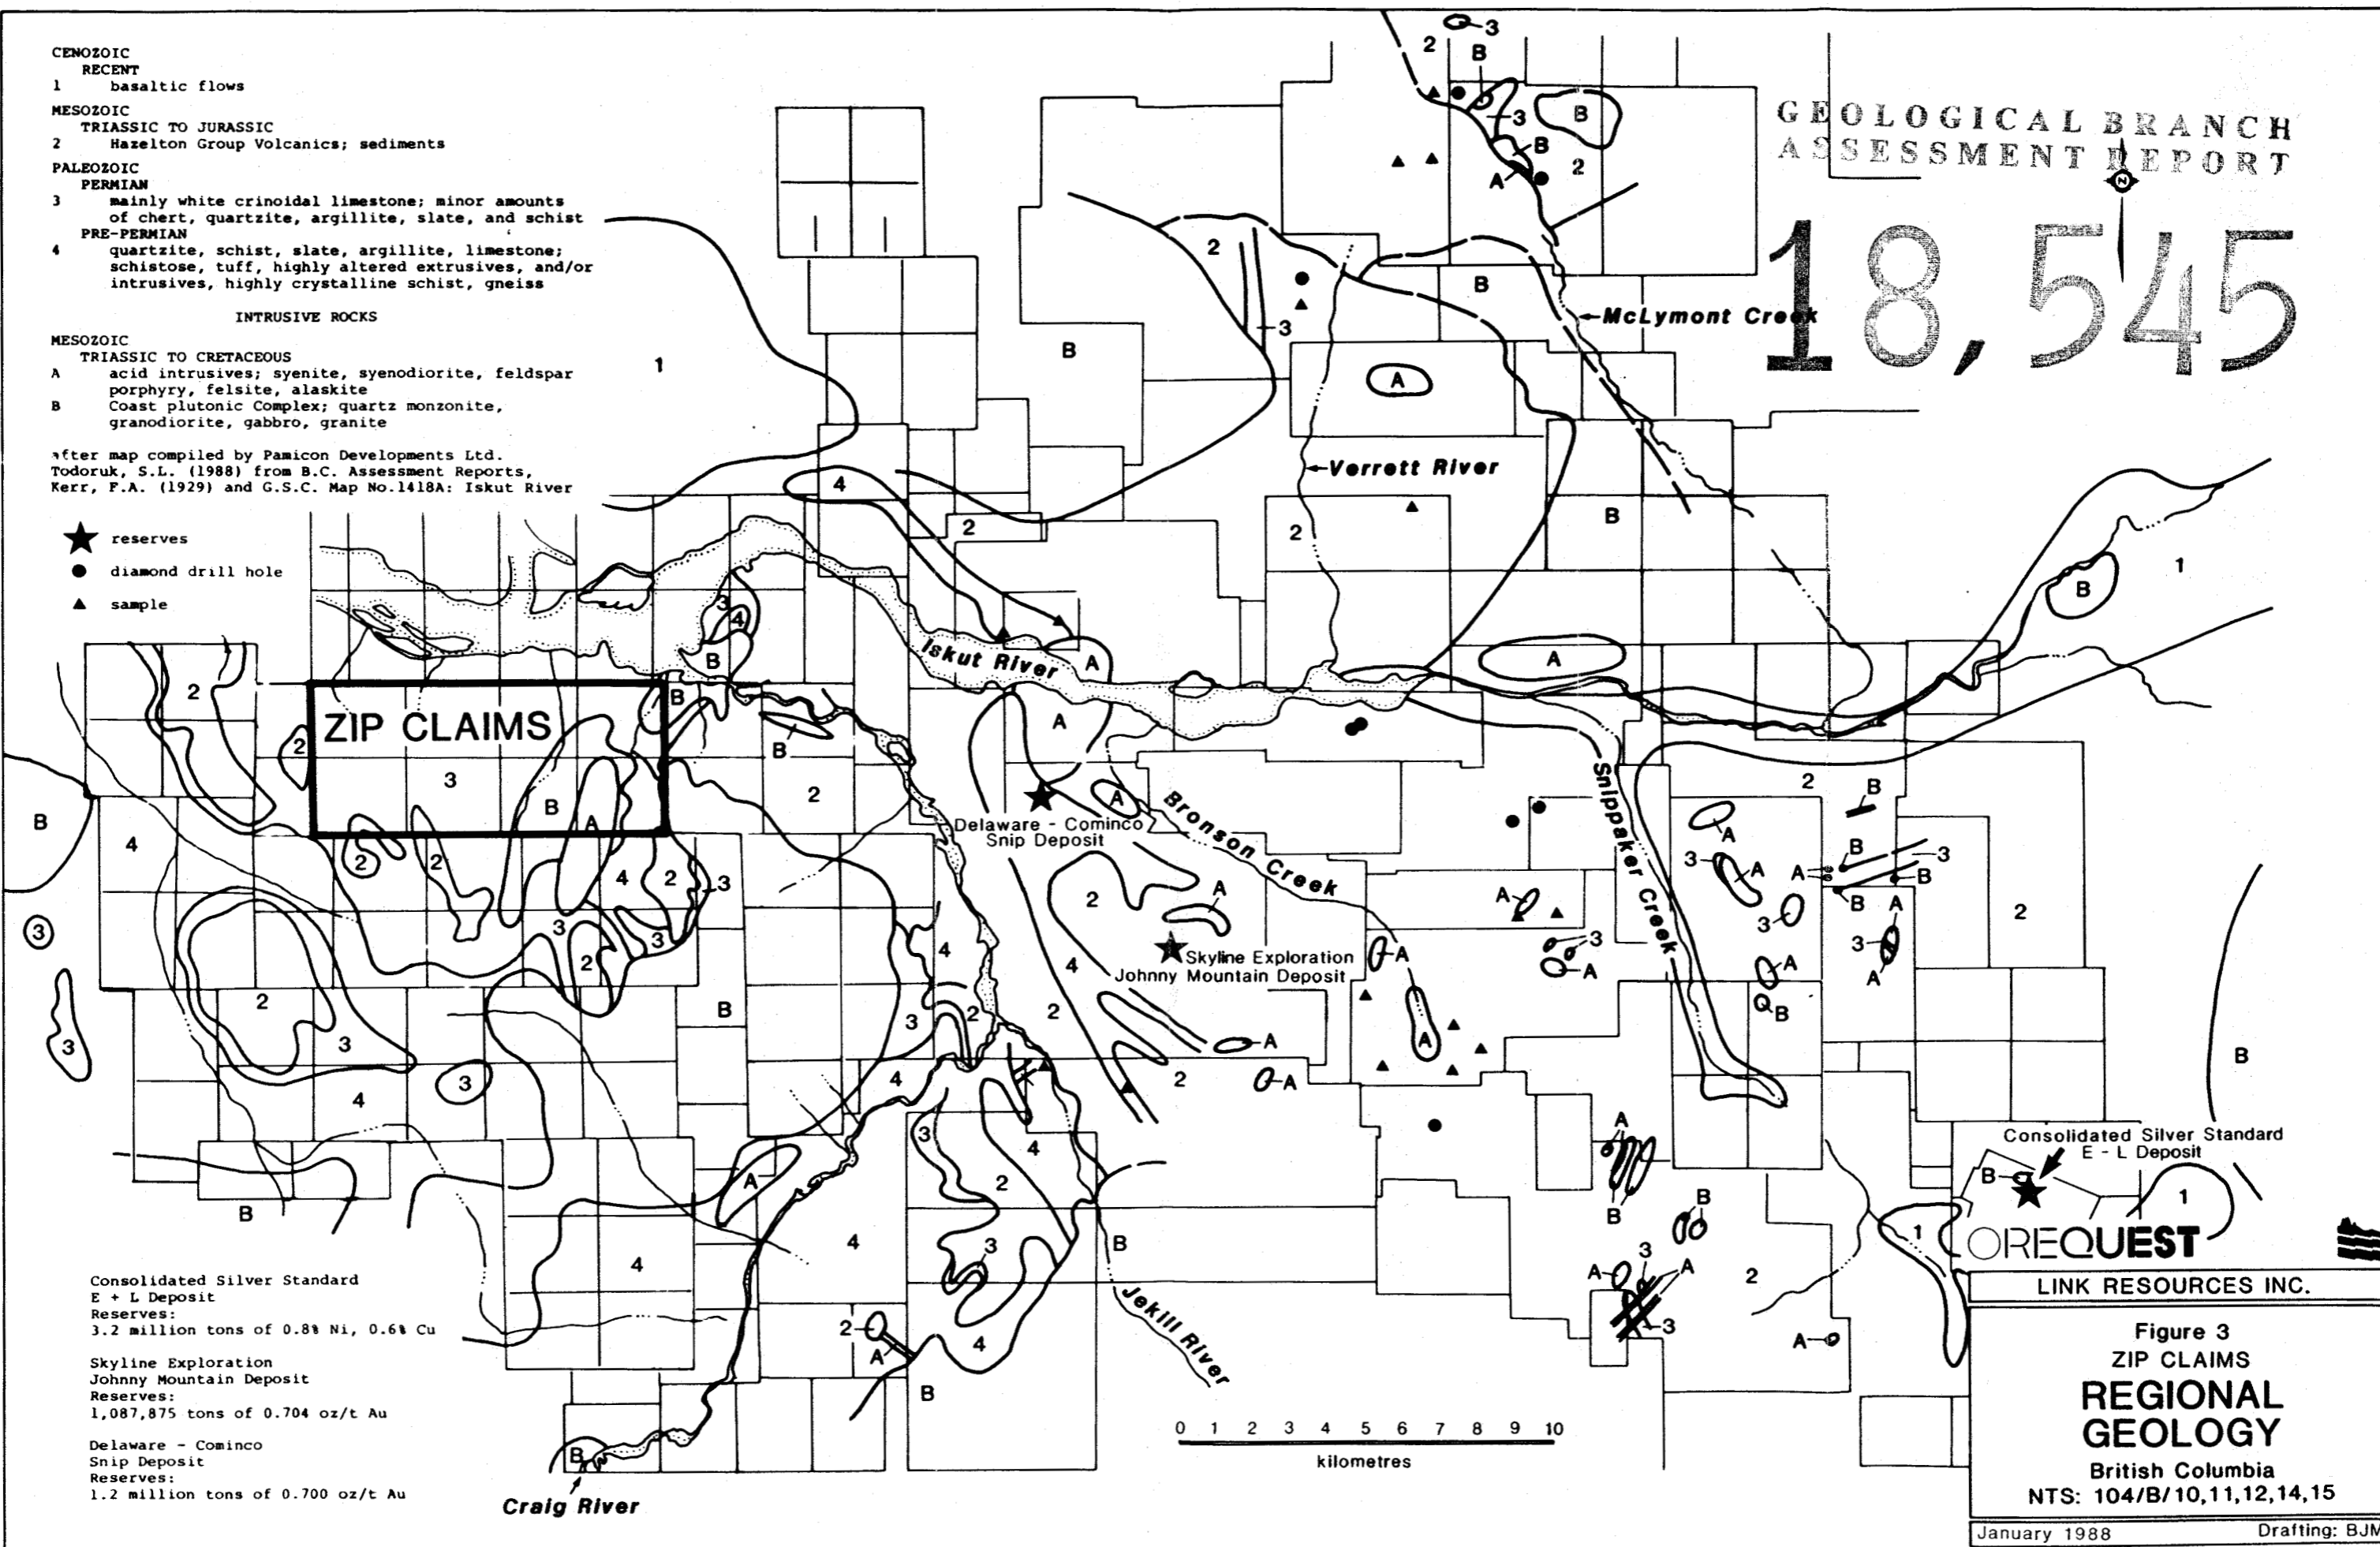 CENOZOIC
RECENT
1 basaltic flows
MESOZOIC
TRIASSIC TO JURASSIC
2 Hazelton Group Volcanics; sediments
PALEOZOIC
PERMIAN
3 mainly white crinoidal limestone; minor amounts
of chert, quartzite, argillite, slate, and schist
PRE-PERMIAN
4 quartzite, schist, slate, argillite, limestone;
schistose, tuff, highly altered extrusives, and/or
intrusives, highly crystalline schist, gneiss
INTRUSIVE ROCKS
MESOZOIC
TRIASSIC TO CRETACEOUS
A acid intrusives; syenite, syenodiorite, feldspar
porphyry, felsite, alaskite
B Coast plutonic Complex; quartz monzonite,
granodiorite, gabbro, granite
after map compiled by Pamicon Developments Ltd.
Todoruk, S.L. (1988) from B.C. Assessment Reports,
Kerr, F.A. (1929) and G.S.C. Map No.1418A: Iskut River
reserves
diamond drill hole
sample
GEOLOGICAL BRANCH
ASSESSMENT REPORT
18,545
McLymont Creek
Verrett River
Iskut River
ZIP CLAIMS
Delaware - Cominco
Snip Deposit
Bronson Creek
Snippaker Creek
Skyline Exploration
Johnny Mountain Deposit
Consolidated Silver Standard
E - L Deposit
Jekill River
Craig River
Consolidated Silver Standard
E + L Deposit
Reserves:
3.2 million tons of 0.8% Ni, 0.6% Cu
Skyline Exploration
Johnny Mountain Deposit
Reserves:
1,087,875 tons of 0.704 oz/t Au
Delaware - Cominco
Snip Deposit
Reserves:
1.2 million tons of 0.700 oz/t Au
0 1 2 3 4 5 6 7 8 9 10
kilometres
OREQUEST
LINK RESOURCES INC.
Figure 3
ZIP CLAIMS
REGIONAL
GEOLOGY
British Columbia
NTS: 104/B/10,11,12,14,15
January 1988 Drafting: BJM